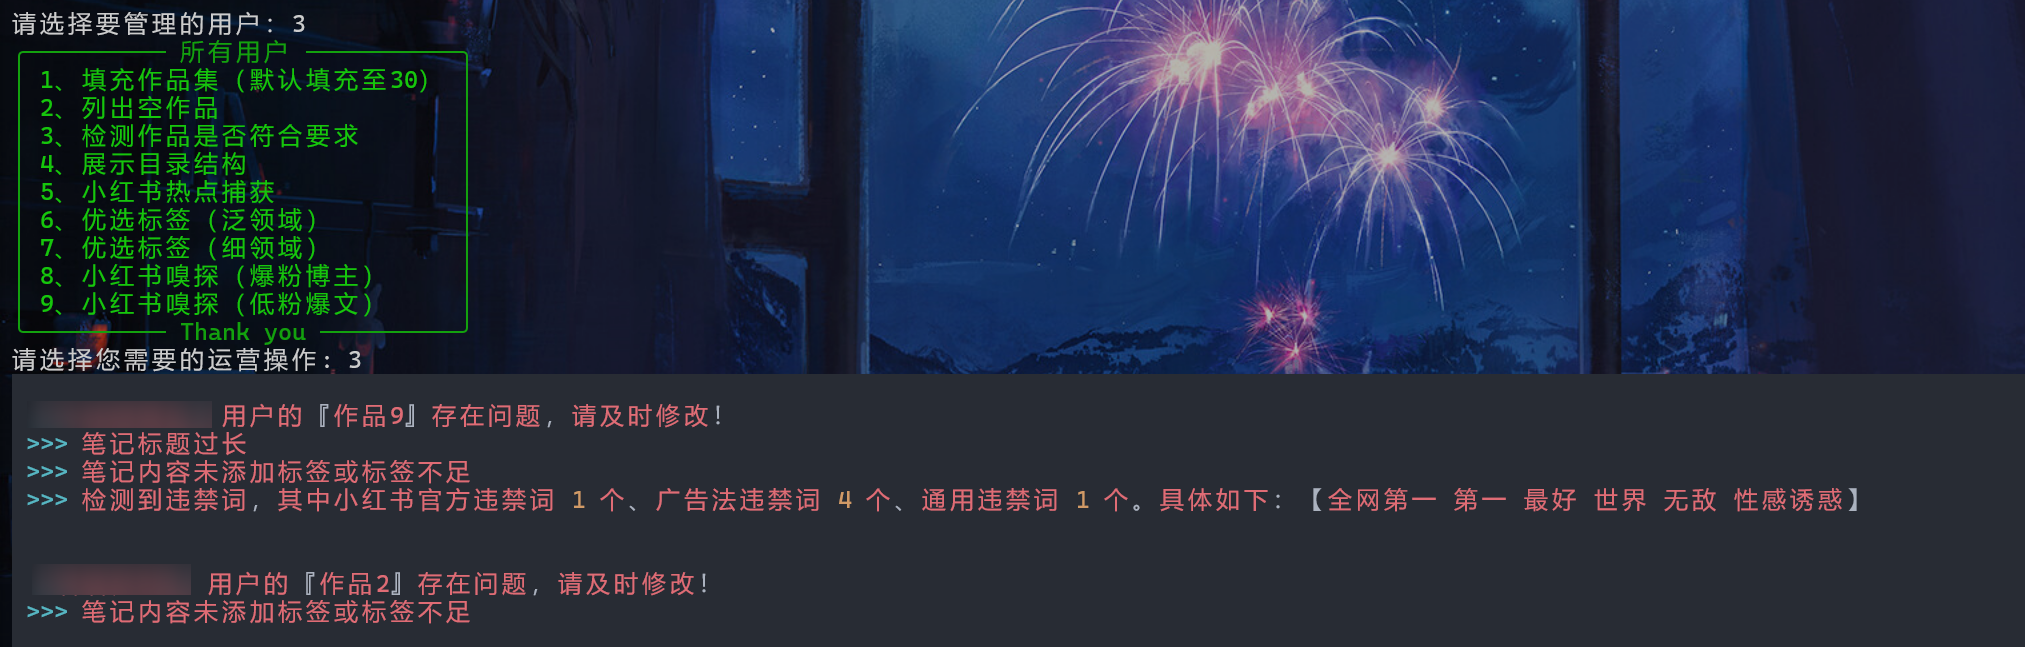 请选择要管理的用户: 3
所有用户
1、填充作品集 (默认填充至30)
2、列出空作品
3、检测作品是否符合要求
4、展示目录结构
5、小红书热点捕获
6、优选标签 (泛领域)
7、优选标签 (细领域)
8、小红书嗅探 (爆粉博主)
9、小红书嗅探 (低粉爆文)
Thank you
请选择您需要的运营操作: 3
用户的『作品9』存在问题, 请及时修改!
>>> 笔记标题过长
>>> 笔记内容未添加标签或标签不足
>>> 检测到违禁词, 其中小红书官方违禁词 1 个、广告法违禁词 4 个、通用违禁词 1 个。具体如下: 【全网第一 第一 最好 世界 无敌 性感诱惑】
用户的『作品2』存在问题, 请及时修改!
>>> 笔记内容未添加标签或标签不足